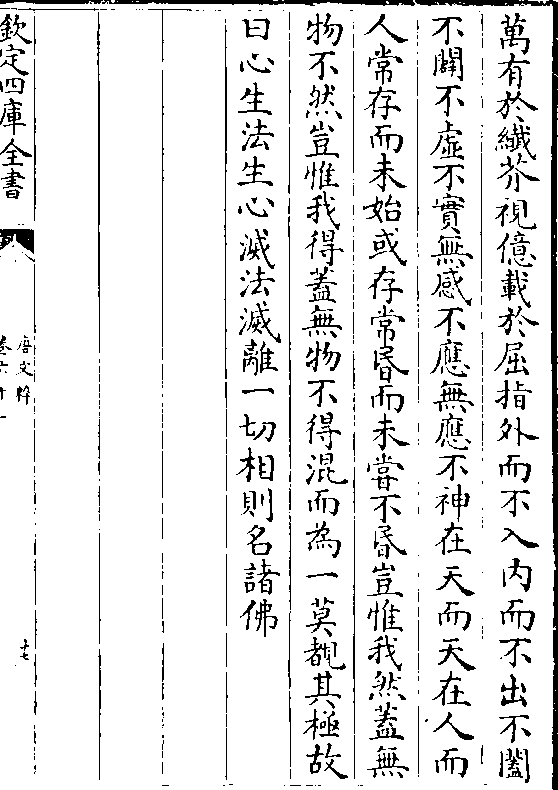 萬有於纖芥視億載於屈指外而不入内而不出不闔
不闢不虛不實無感不應無應不神在天而天在人而
人常存而未始或存常昬而未嘗不昬豈惟我然蓋無
物不然豈惟我得蓋無物不得混而為一莫覩其極故
曰心生法生心滅法滅離一切相則名諸佛
欽定四庫全書
唐文粹
卷六十一
十七